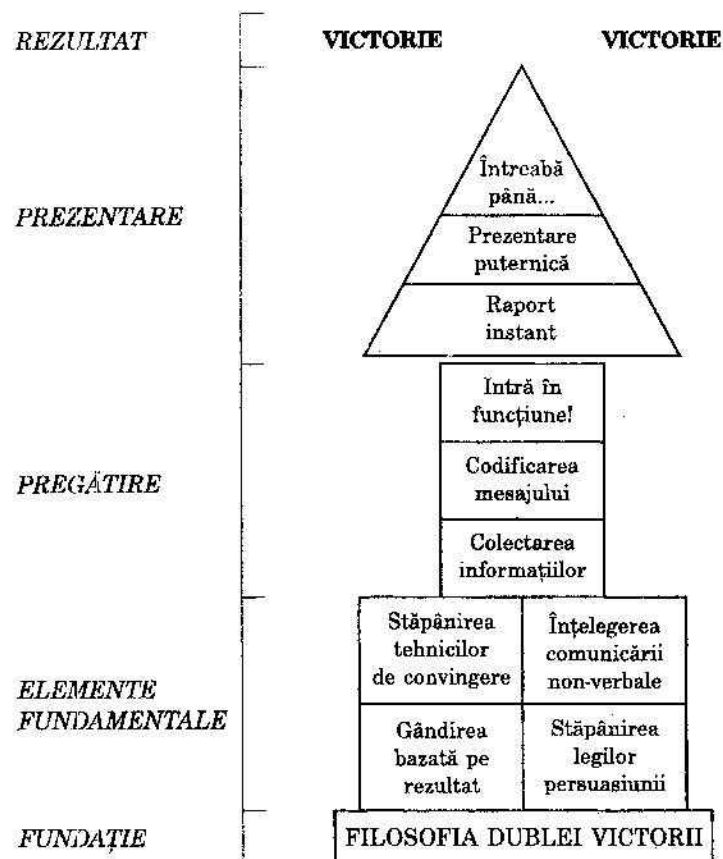 REZULTAT
VICTORIE VICTORIE
PREZENTARE
Întreabă
până...
Prezentare
puternică
Raport
instant
PREGĂTIRE
Intră în
funcțiune!
Codificarea
mesajului
Colectarea
informațiilor
ELEMENTE
FUNDAMENTALE
Stăpânirea
tehnicilor
de convingere
Înțelegerea
comunicării
non-verbale
Gândirea
bazată pe
rezultat
Stăpânirea
legilor
persuasiunii
FUNDAȚIE
FILOSOFIA DUBLEI VICTORII